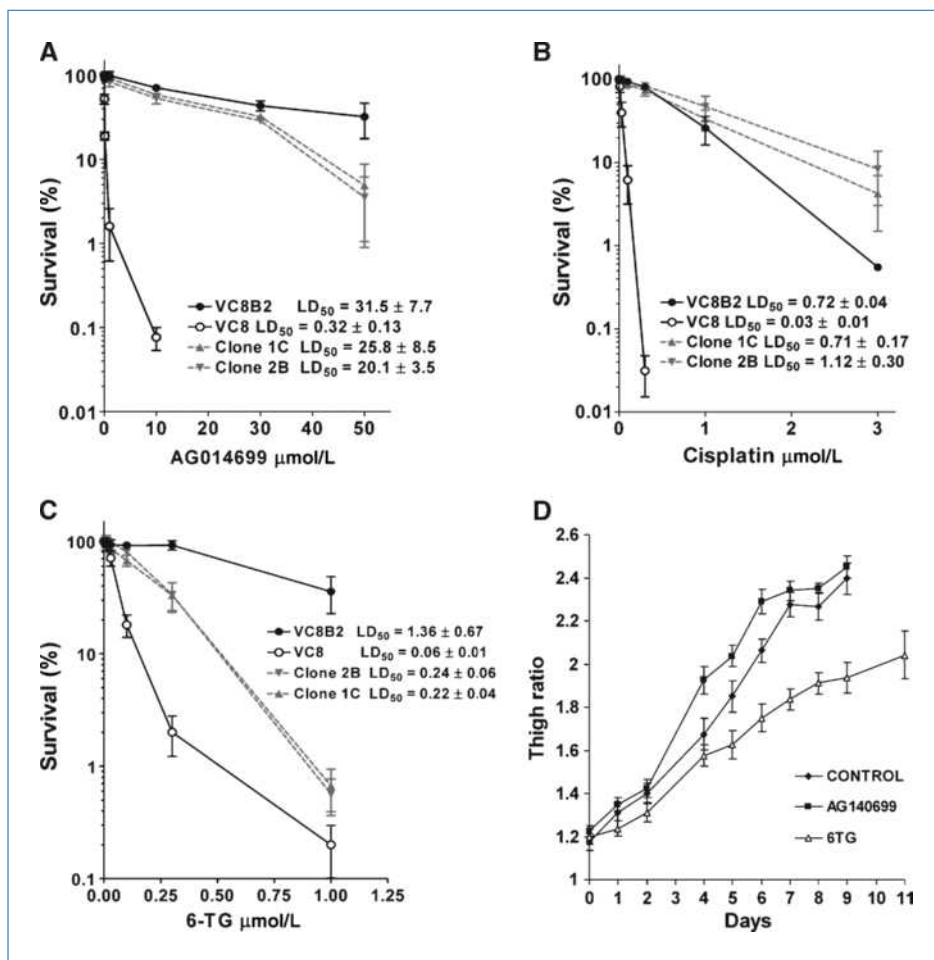 A
Survival (%)
100
10
1
0.1
0.01
0 10 20 30 40 50
AG014699 μmol/L
VC8B2 LD50 = 31.5 ± 7.7
VC8 LD50 = 0.32 ± 0.13
Clone 1C LD50 = 25.8 ± 8.5
Clone 2B LD50 = 20.1 ± 3.5
B
Survival (%)
100
10
1
0.1
0.01
0 1 2 3
Cisplatin μmol/L
VC8B2 LD50 = 0.72 ± 0.04
VC8 LD50 = 0.03 ± 0.01
Clone 1C LD50 = 0.71 ± 0.17
Clone 2B LD50 = 1.12 ± 0.30
C
Survival (%)
100
10
1
0.1
0.00 0.25 0.50 0.75 1.00 1.25
6-TG μmol/L
VC8B2 LD50 = 1.36 ± 0.67
VC8 LD50 = 0.06 ± 0.01
Clone 2B LD50 = 0.24 ± 0.06
Clone 1C LD50 = 0.22 ± 0.04
D
Thigh ratio
2.6
2.4
2.2
2
1.8
1.6
1.4
1.2
1
0 1 2 3 4 5 6 7 8 9 10 11
Days
CONTROL
AG140699
6TG